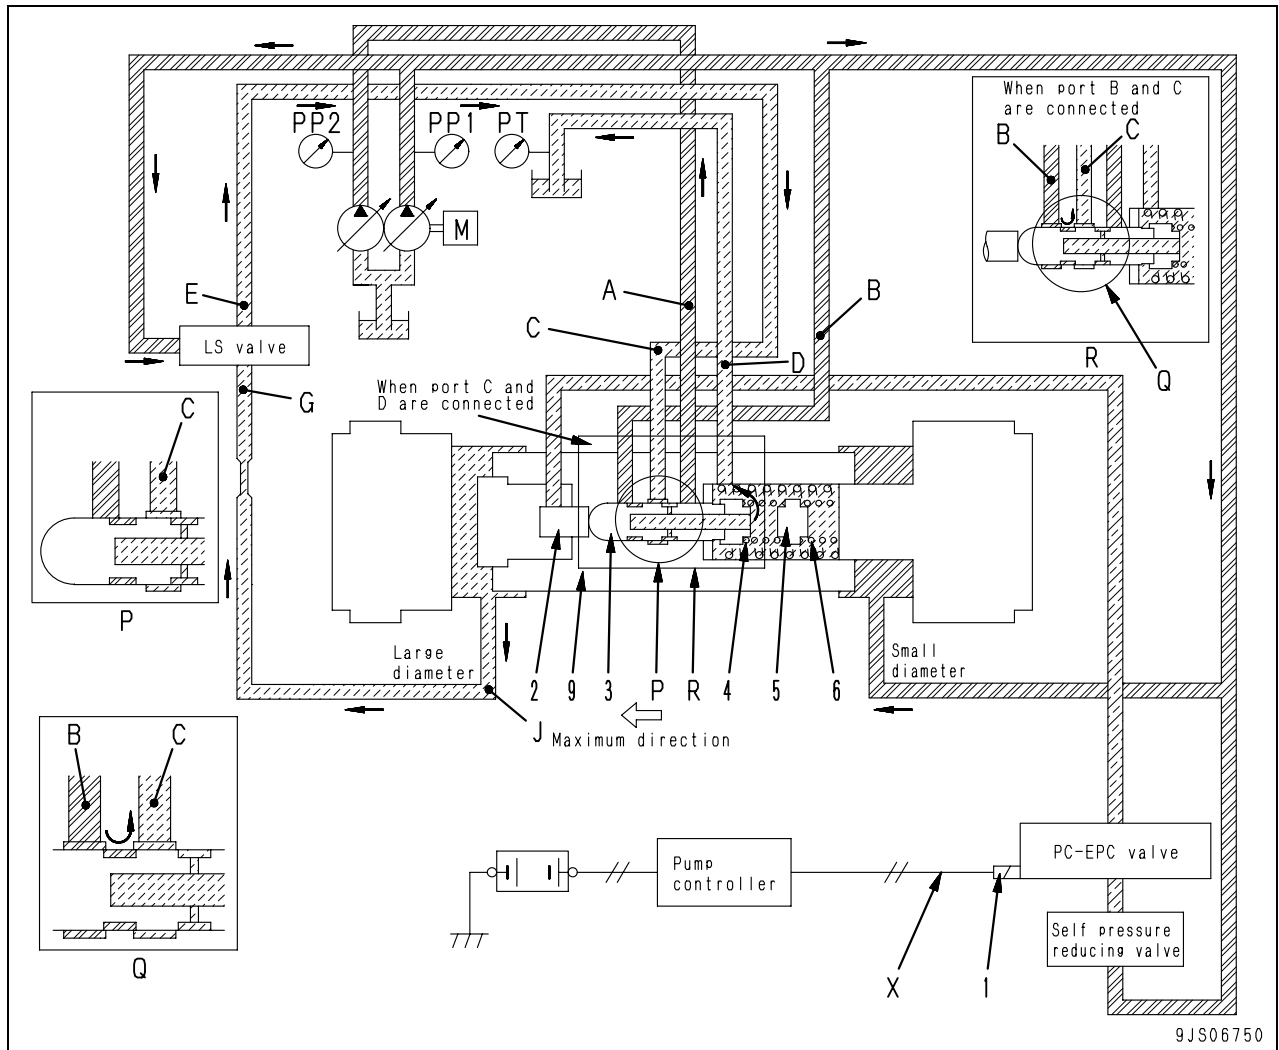 When port B and C
are connected
B
C
PP2
PP1
PT
M
E
A
B
C
LS valve
D
R
Q
G
When port C and
D are connected
C
P
Large
diameter
Small
diameter
2
9
3
P
R
4
5
6
J
Maximum direction
B
C
Q
Pump
controller
PC-EPC valve
Self pressure
reducing valve
X
1
9JS06750